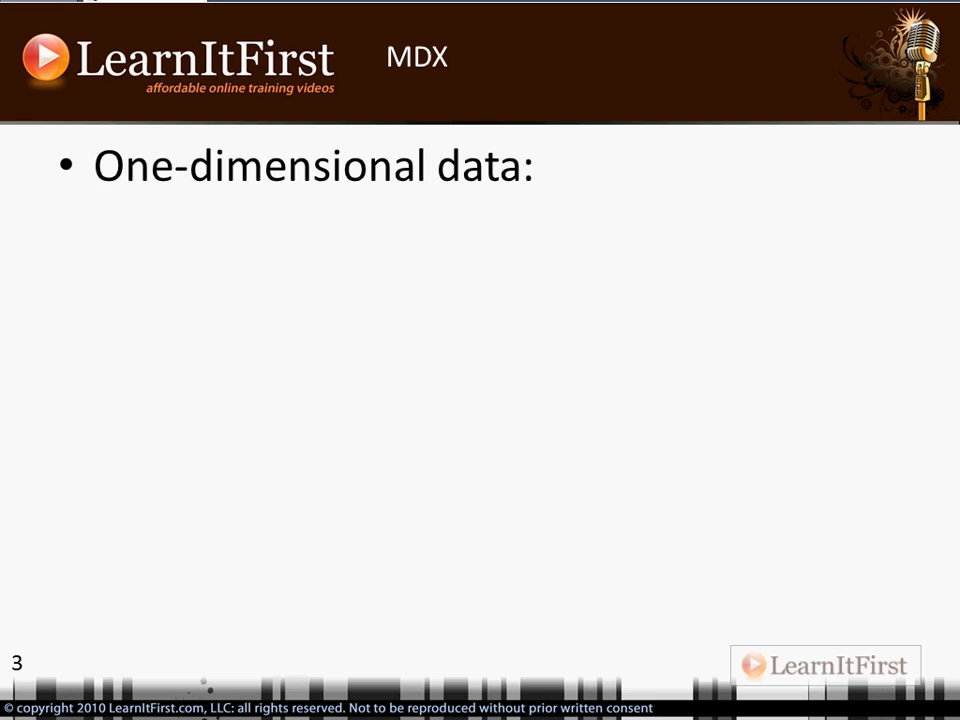 LearnItFirst
affordable online training videos
MDX
• One-dimensional data:
3
LearnItFirst
© copyright 2010 LearnItFirst.com, LLC: all rights reserved. Not to be reproduced without prior written consent